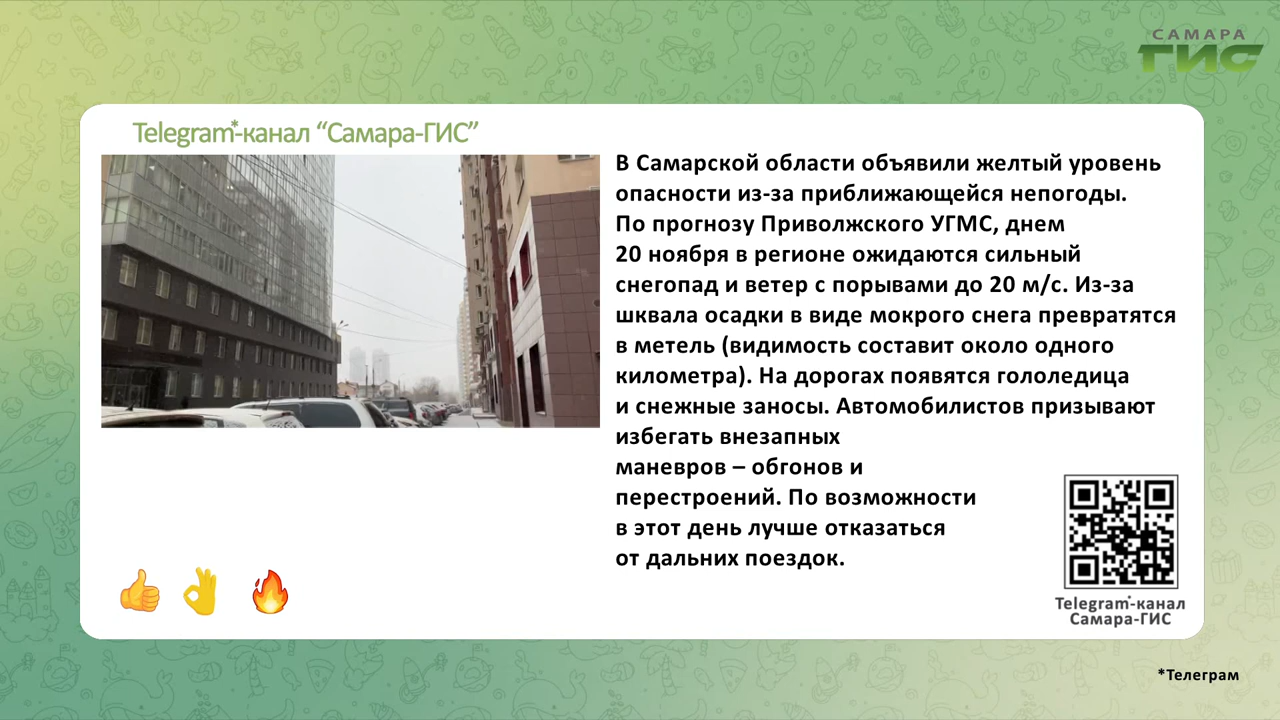 САМАРА
ГИС
Telegram*-канал “Самара-ГИС”
В Самарской области объявили желтый уровень
опасности из-за приближающейся непогоды.
По прогнозу Приволжского УГМС, днем
20 ноября в регионе ожидаются сильный
снегопад и ветер с порывами до 20 м/с. Из-за
шквала осадки в виде мокрого снега превратятся
в метель (видимость составит около одного
километра). На дорогах появятся гололедица
и снежные заносы. Автомобилистов призывают
избегать внезапных
маневров – обгонов и
перестроений. По возможности
в этот день лучше отказаться
от дальних поездок.
Telegram*-канал
Самара-ГИС
*Телеграм